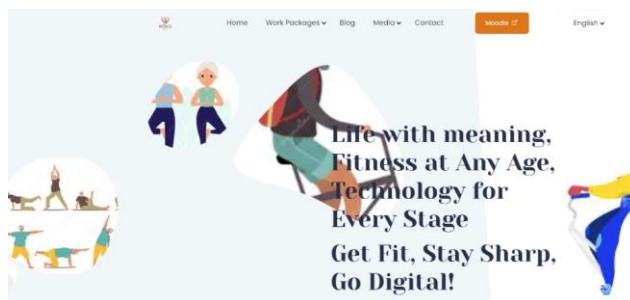 Home Work Packages Blog Media Contact Moodle English
Life with meaning,
Fitness at Any Age,
Technology for
Every Stage
Get Fit, Stay Sharp,
Go Digital!